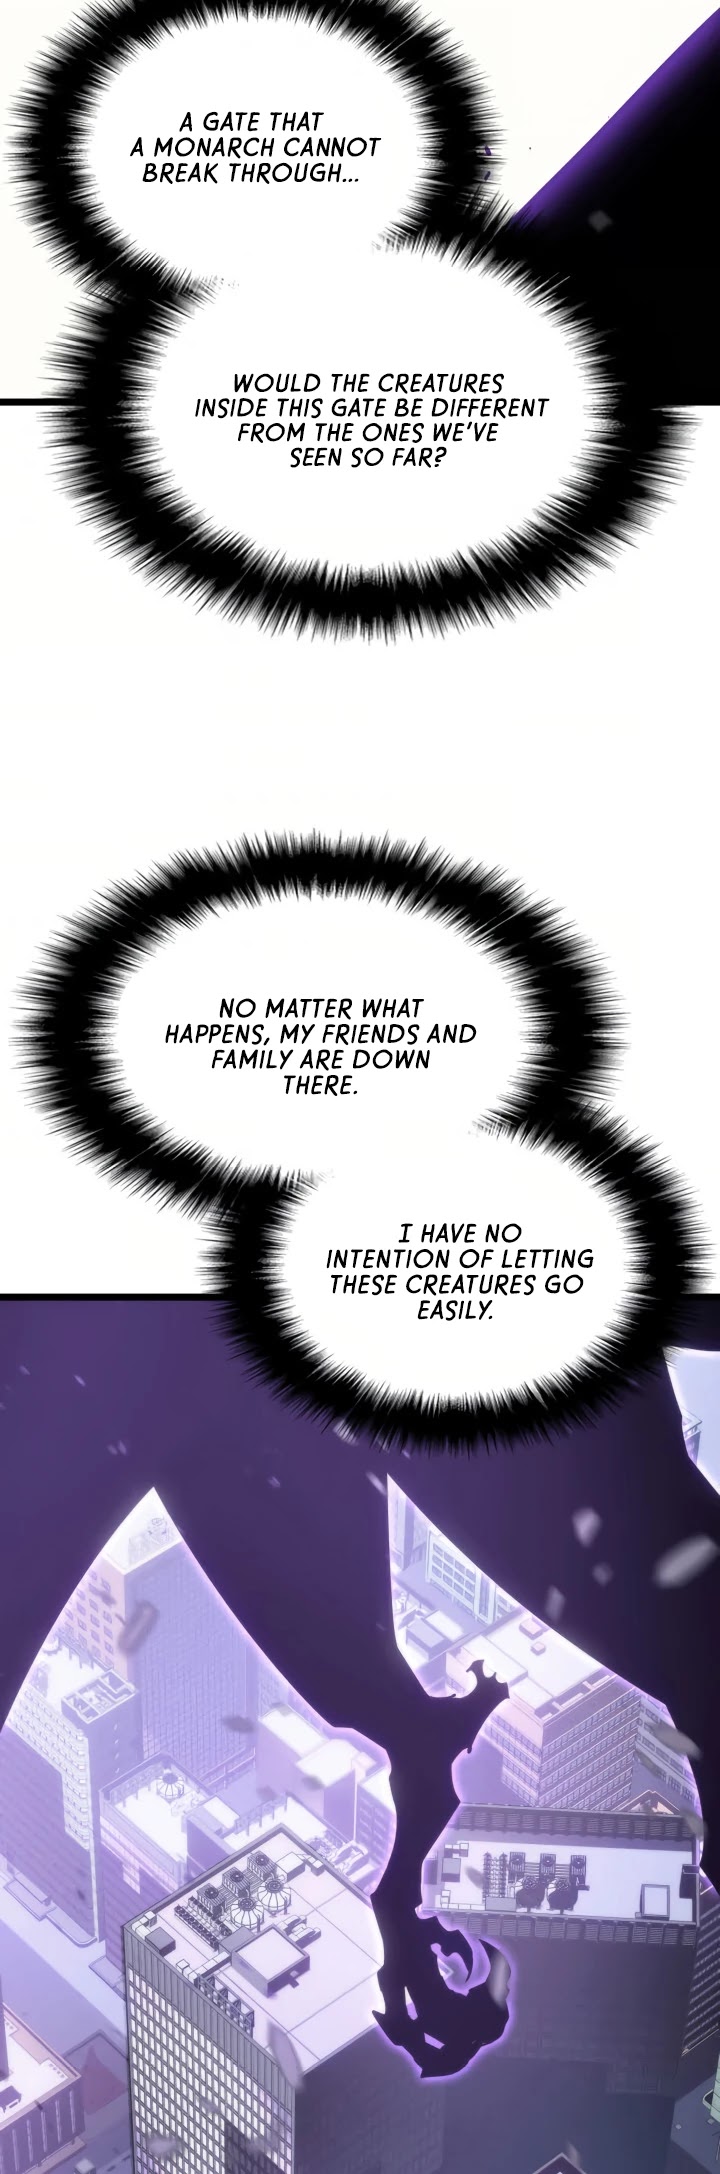 A GATE THAT
A MONARCH CANNOT
BREAK THROUGH...
WOULD THE CREATURES
INSIDE THIS GATE BE DIFFERENT
FROM THE ONES WE'VE
SEEN SO FAR?
NO MATTER WHAT
HAPPENS, MY FRIENDS AND
FAMILY ARE DOWN
THERE.
I HAVE NO
INTENTION OF LETTING
THESE CREATURES GO
EASILY.